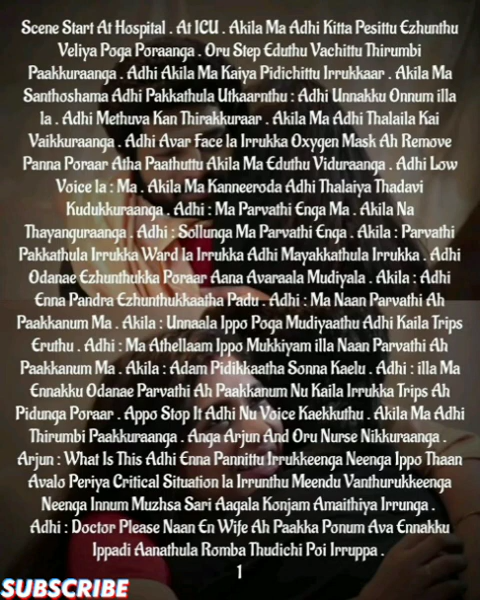 Scene Start At Hospital . At ICU . Akila Ma Adhi Kitta Pesittu Ezhunthu
Veliya Poga Poraanga . Oru Step Eduthu Vachittu Thirumbi
Paakkuraanga . Adhi Akila Ma Kaiya Pidichittu Irrukkaar . Akila Ma
Santhoshama Adhi Pakkathula Utkaarnthu : Adhi Unnakku Onnum illa
la . Adhi Methuva Kan Thirakkuraar . Akila Ma Adhi Thalaila Kai
Vaikkuraanga . Adhi Avar Face la Irrukka Oxygen Mask Ah Remove
Panna Poraar Atha Paathuttu Akila Ma Eduthu Viduraanga . Adhi Low
Voice la : Ma . Akila Ma Kanneeroda Adhi Thalaiya Thadavi
Kudukkuraanga . Adhi : Ma Parvathi Enga Ma . Akila Na
Thayanguraanga . Adhi : Sollunga Ma Parvathi Enga . Akila : Parvathi
Pakkathula Irrukka Ward la Irrukka Adhi Mayakkathula Irrukka . Adhi
Odanae Ezhunthukka Poraar Aana Avaraala Mudiyala . Akila : Adhi
Enna Pandra Ezhunthukkaatha Padu . Adhi : Ma Naan Parvathi Ah
Paakkanum Ma . Akila : Unnaala Ippo Poga Mudiyaathu Adhi Kaila Trips
Eruthu . Adhi : Ma Athellaam Ippo Mukkiyam illa Naan Parvathi Ah
Paakkanum Ma . Akila : Adam Pidikkaatha Sonna Kaelu . Adhi : illa Ma
Ennakku Odanae Parvathi Ah Paakkanum Nu Kaila Irrukka Trips Ah
Pidunga Poraar . Appo Stop It Adhi Nu Voice Kaekkuthu . Akila Ma Adhi
Thirumbi Paakkuraanga . Anga Arjun And Oru Nurse Nikkuraanga .
Arjun : What Is This Adhi Enna Pannittu Irrukkeenga Neenga Ippo Thaan
Avalo Periya Critical Situation la Irrunthu Meendu Vanthurukkeenga
Neenga Innum Muzhsa Sari Aagala Konjam Amaithiya Irrunga .
Adhi : Doctor Please Naan En Wife Ah Paakka Ponum Ava Ennakku
Ippadi Aanathula Romba Thudichi Poi Irruppa .
1
SUBSCRIBE